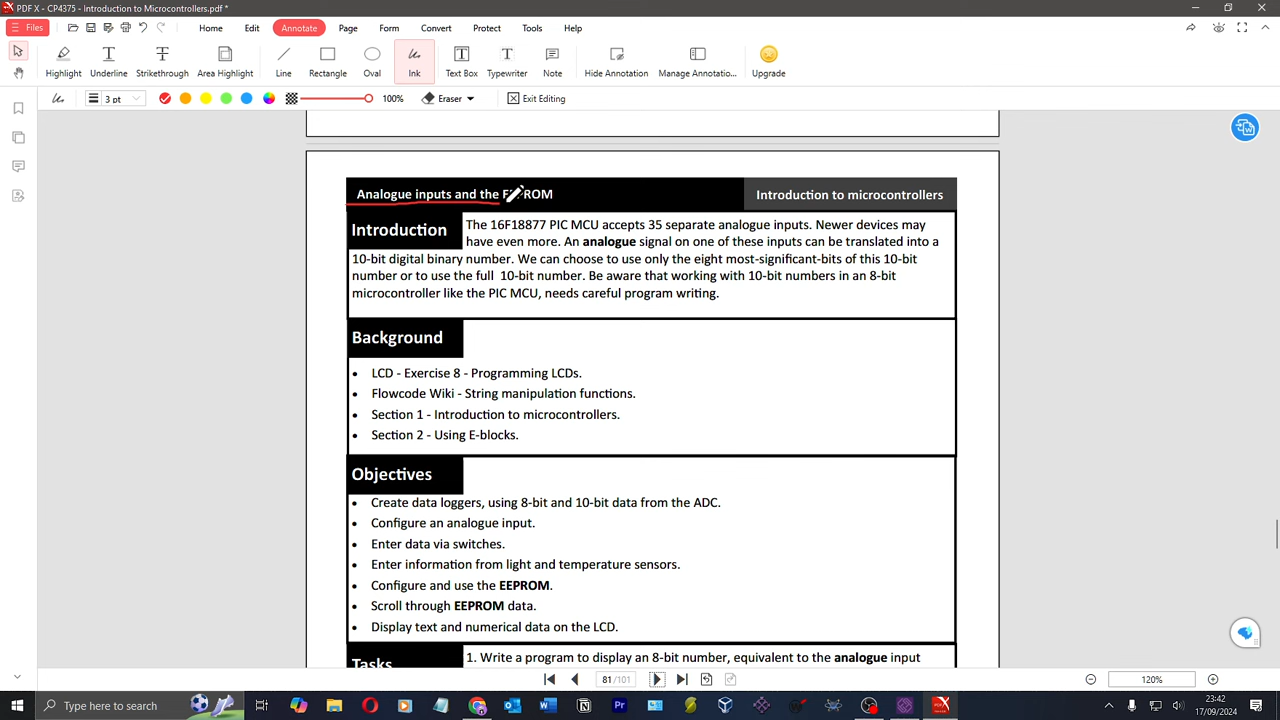 PDF X - CP4375 - Introduction to Microcontrollers.pdf *
Files
Home
Edit
Annotate
Page
Form
Convert
Protect
Tools
Help
Highlight
Underline
Strikethrough
Area Highlight
Line
Rectangle
Oval
Ink
Text Box
Typewriter
Note
Hide Annotation
Manage Annotatio...
Upgrade
3 pt
100%
Eraser
Exit Editing
Analogue inputs and the
Introduction to microcontrollers
Introduction
The 16F18877 PIC MCU accepts 35 separate analogue inputs. Newer devices may
have even more. An analogue signal on one of these inputs can be translated into a
10-bit digital binary number. We can choose to use only the eight most-significant-bits of this 10-bit
number or to use the full 10-bit number. Be aware that working with 10-bit numbers in an 8-bit
microcontroller like the PIC MCU, needs careful program writing.
Background
• LCD - Exercise 8 - Programming LCDs.
• Flowcode Wiki - String manipulation functions.
• Section 1 - Introduction to microcontrollers.
• Section 2 - Using E-blocks.
Objectives
• Create data loggers, using 8-bit and 10-bit data from the ADC.
• Configure an analogue input.
• Enter data via switches.
• Enter information from light and temperature sensors.
• Configure and use the EEPROM.
• Scroll through EEPROM data.
• Display text and numerical data on the LCD.
Tasks
1. Write a program to display an 8-bit number, equivalent to the analogue input
81 /101
120%
Type here to search
23:42
17/09/2024